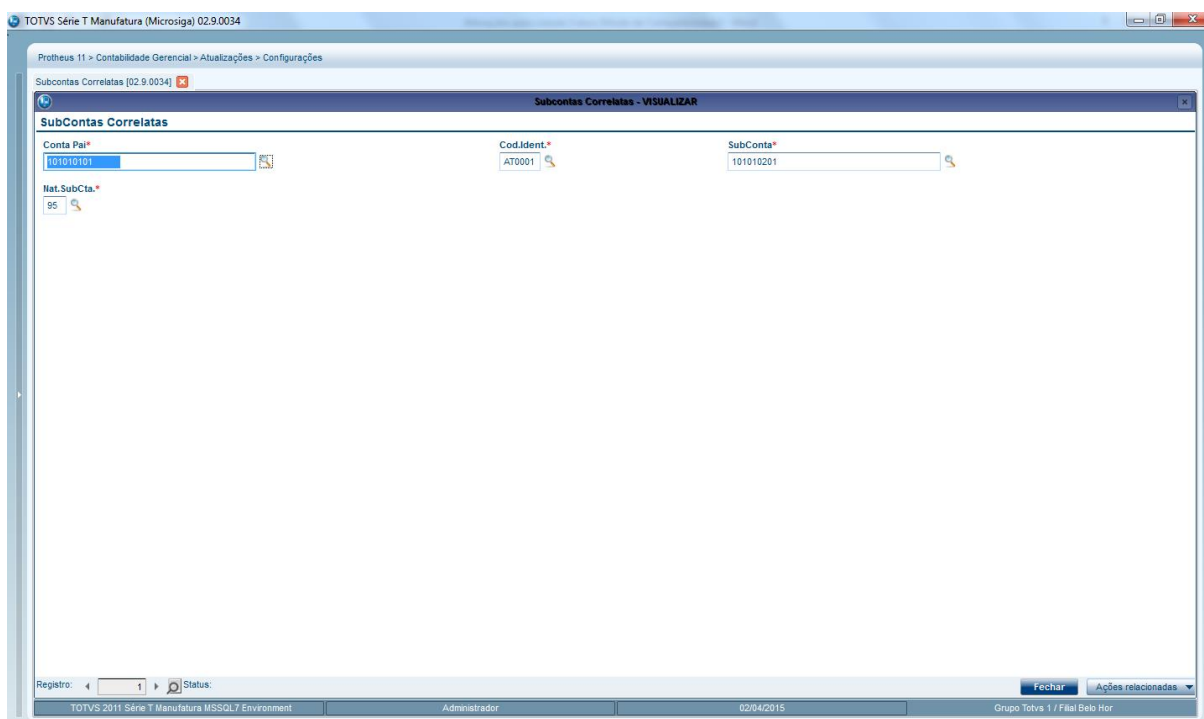 TOTVS Série T Manufatura (Microsiga) 02.9.0034
Protheus 11 > Contabilidade Gerencial > Atualizações > Configurações
Subcontas Correlatas [02.9.0034]
Subcontas Correlatas - VISUALIZAR
SubContas Correlatas
Conta Pai* Cod.Ident.* SubConta*
101010101 AT0001 101010201
Nat.SubCta.*
95
Registro: 1 Status: Fechar Ações relacionadas
TOTVS 2011 Série T Manufatura MSSQL7 Environment Administrador 02/04/2015 Grupo Totvs 1 / Filial Belo Hor